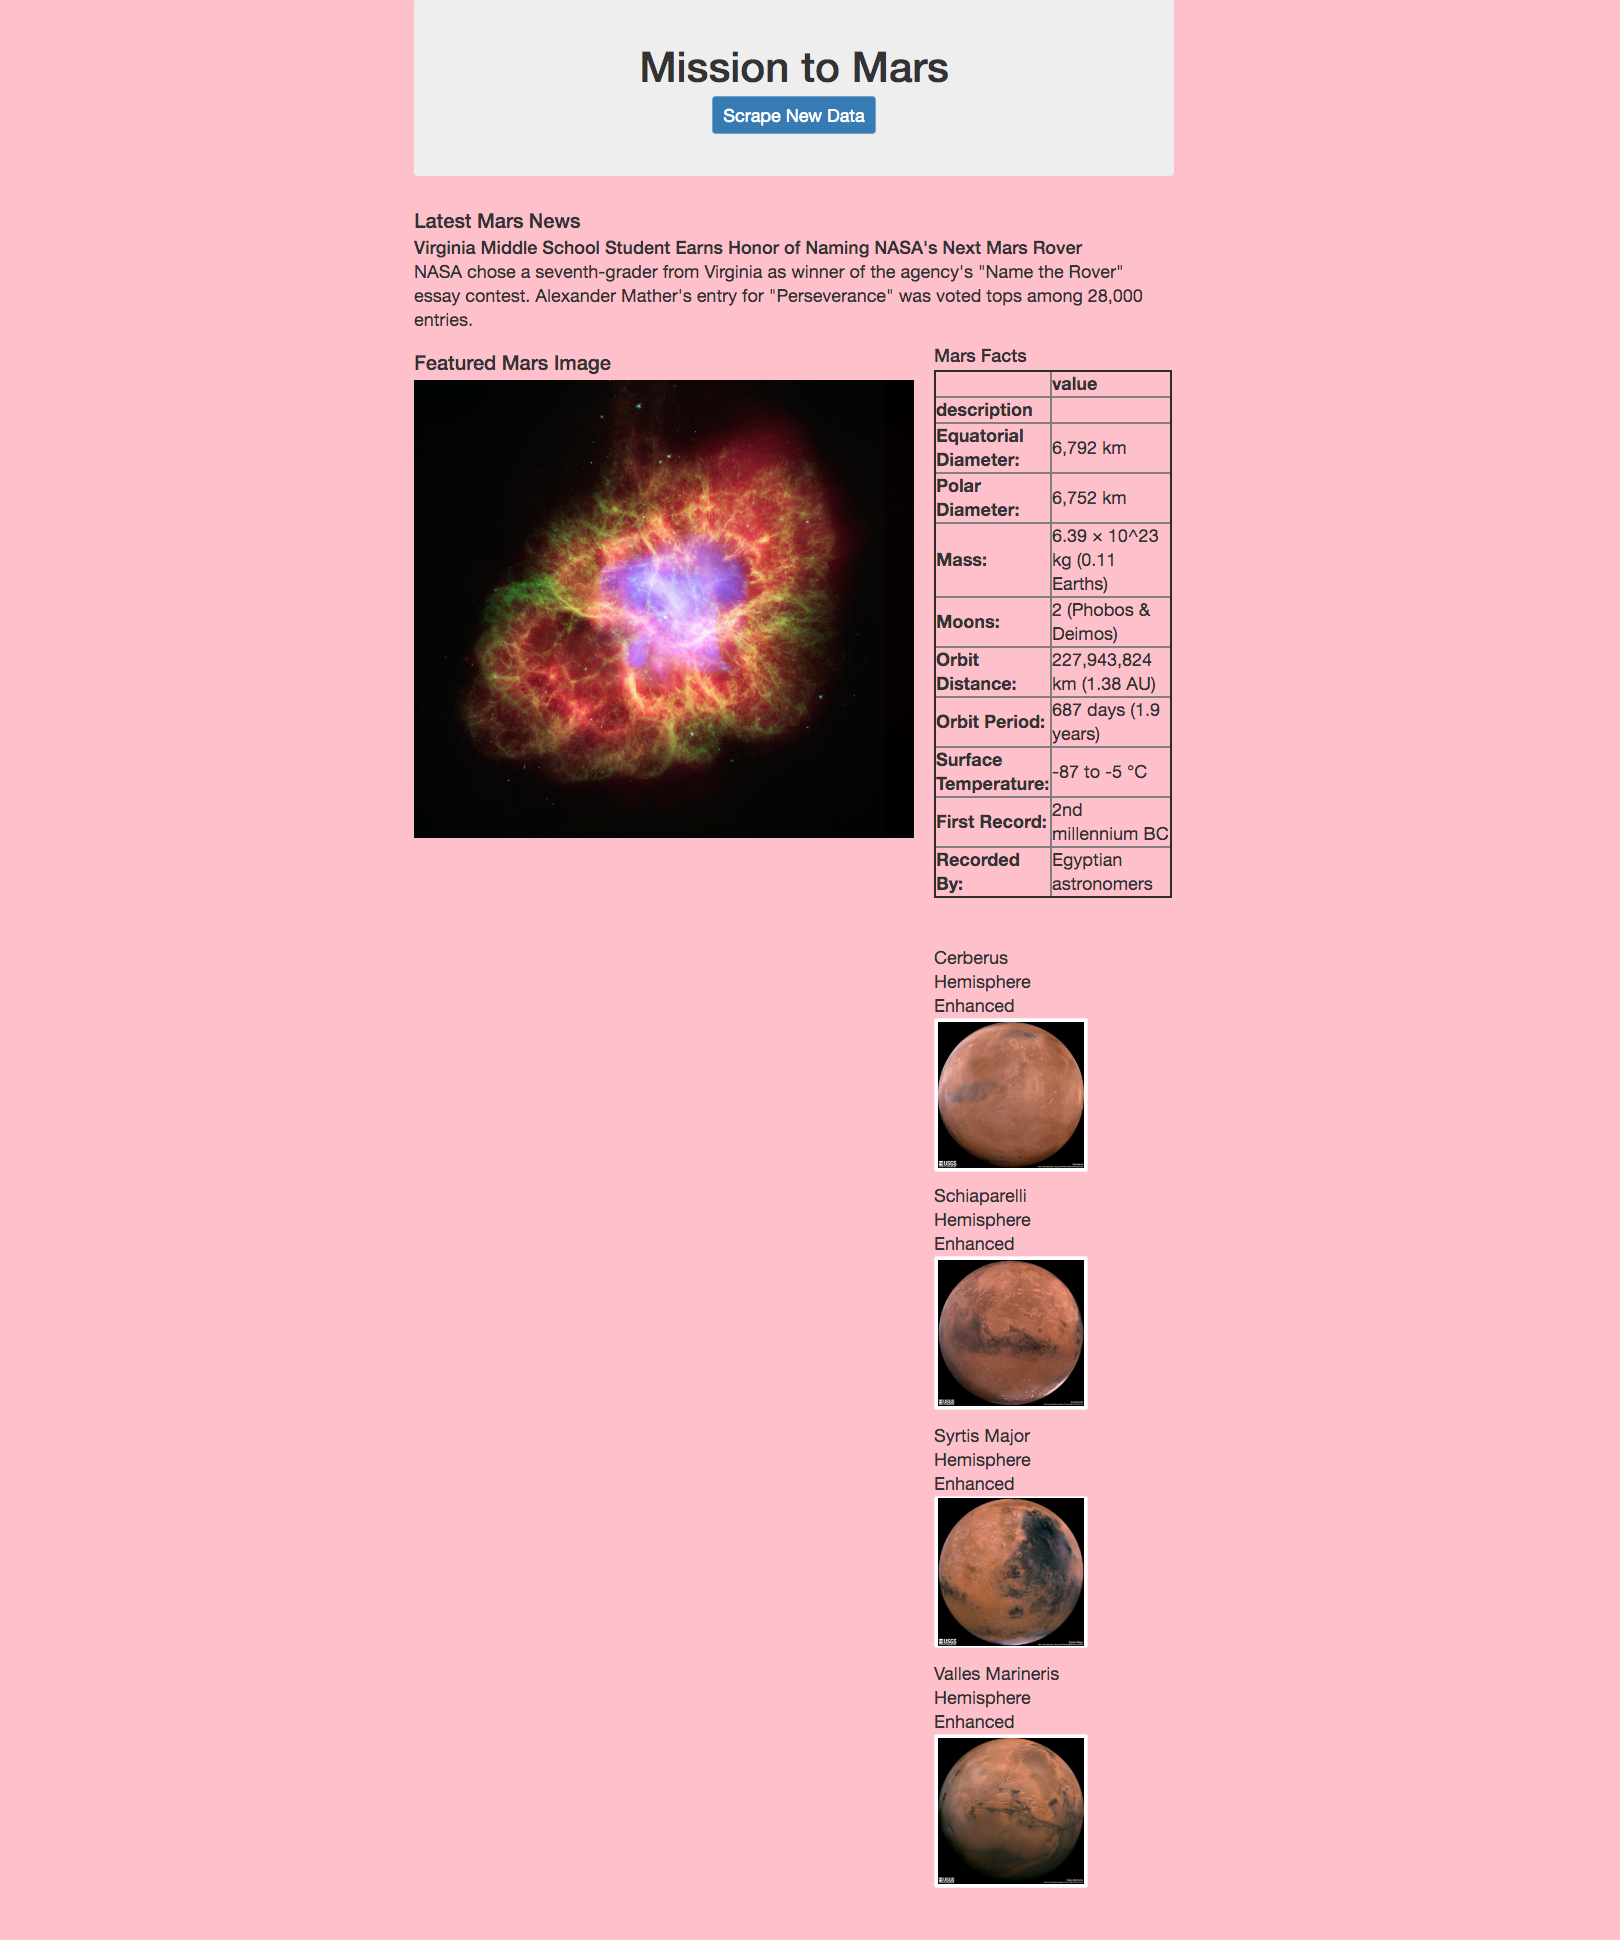 Mission to Mars
Scrape New Data
Latest Mars News
Virginia Middle School Student Earns Honor of Naming NASA's Next Mars Rover
NASA chose a seventh-grader from Virginia as winner of the agency's "Name the Rover"
essay contest. Alexander Mather's entry for "Perseverance" was voted tops among 28,000
entries.
Featured Mars Image
Mars Facts
value
description
Equatorial
Diameter:
6,792 km
Polar
Diameter:
6,752 km
Mass:
6.39 × 10^23
kg (0.11
Earths)
Moons:
2 (Phobos &
Deimos)
Orbit
Distance:
227,943,824
km (1.38 AU)
Orbit Period:
687 days (1.9
years)
Surface
Temperature:
-87 to -5 °C
First Record:
2nd
millennium BC
Recorded
By:
Egyptian
astronomers
Cerberus
Hemisphere
Enhanced
USGS
Schiaparelli
Hemisphere
Enhanced
USGS
Syrtis Major
Hemisphere
Enhanced
USGS
Valles Marineris
Hemisphere
Enhanced
USGS